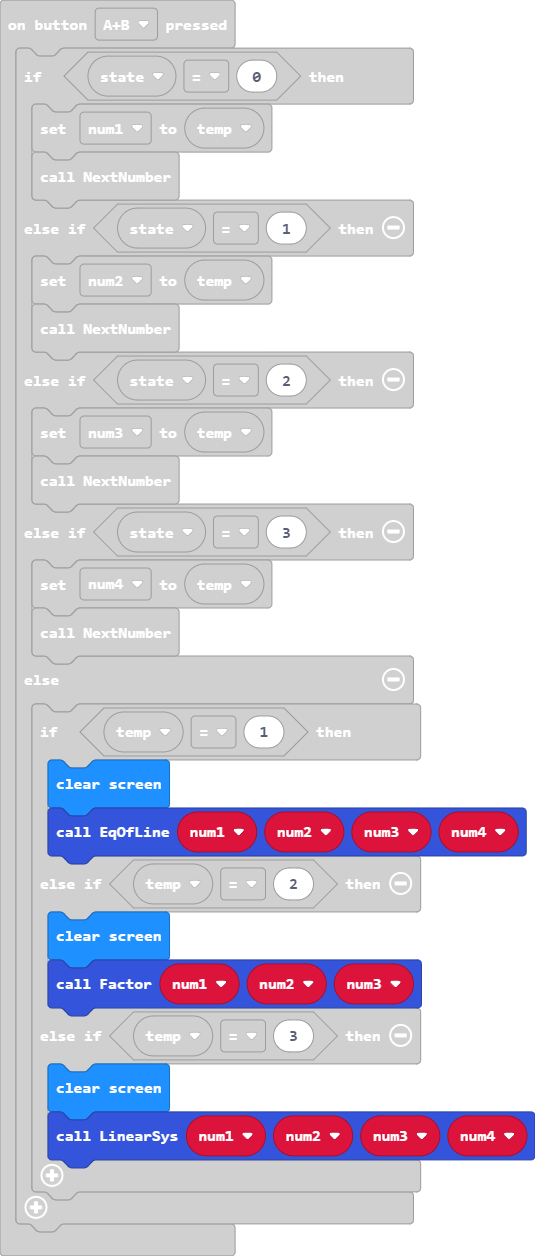 on button A+B pressed
if state = 0 then
set num1 to temp
call NextNumber
else if state = 1 then
set num2 to temp
call NextNumber
else if state = 2 then
set num3 to temp
call NextNumber
else if state = 3 then
set num4 to temp
call NextNumber
else
if temp = 1 then
clear screen
call EqOfLine num1 num2 num3 num4
else if temp = 2 then
clear screen
call Factor num1 num2 num3
else if temp = 3 then
clear screen
call LinearSys num1 num2 num3 num4